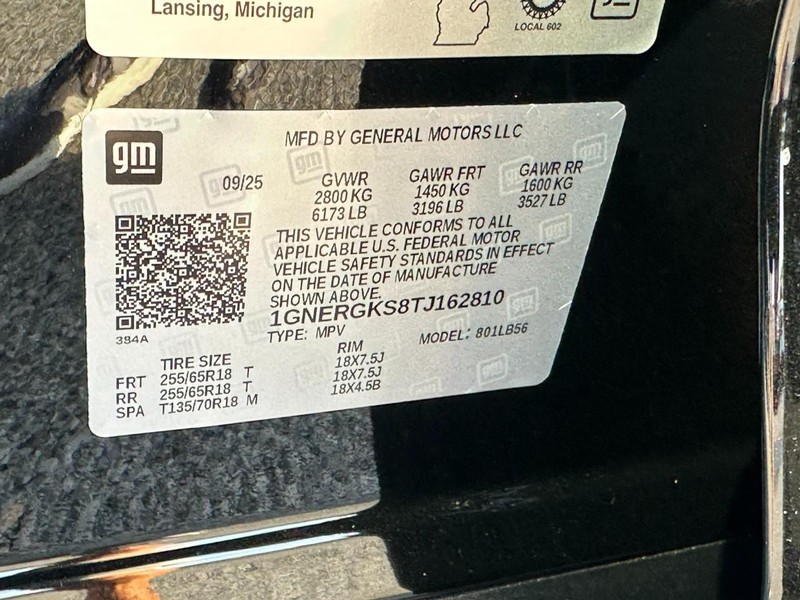 Lansing, Michigan
LOCAL 602
gm
MFD BY GENERAL MOTORS LLC
09/25
GVWR GAWR FRT GAWR RR
2800 KG 1450 KG 1600 KG
6173 LB 3196 LB 3527 LB
THIS VEHICLE CONFORMS TO ALL
APPLICABLE U.S. FEDERAL MOTOR
VEHICLE SAFETY STANDARDS IN EFFECT
ON THE DATE OF MANUFACTURE
SHOWN ABOVE.
1GNERGKS8TJ162810
384A
TYPE: MPV MODEL: 801LB56
TIRE SIZE RIM
FRT 255/65R18 T 18X7.5J
RR 255/65R18 T 18X7.5J
SPA T135/70R18 M 18X4.5B